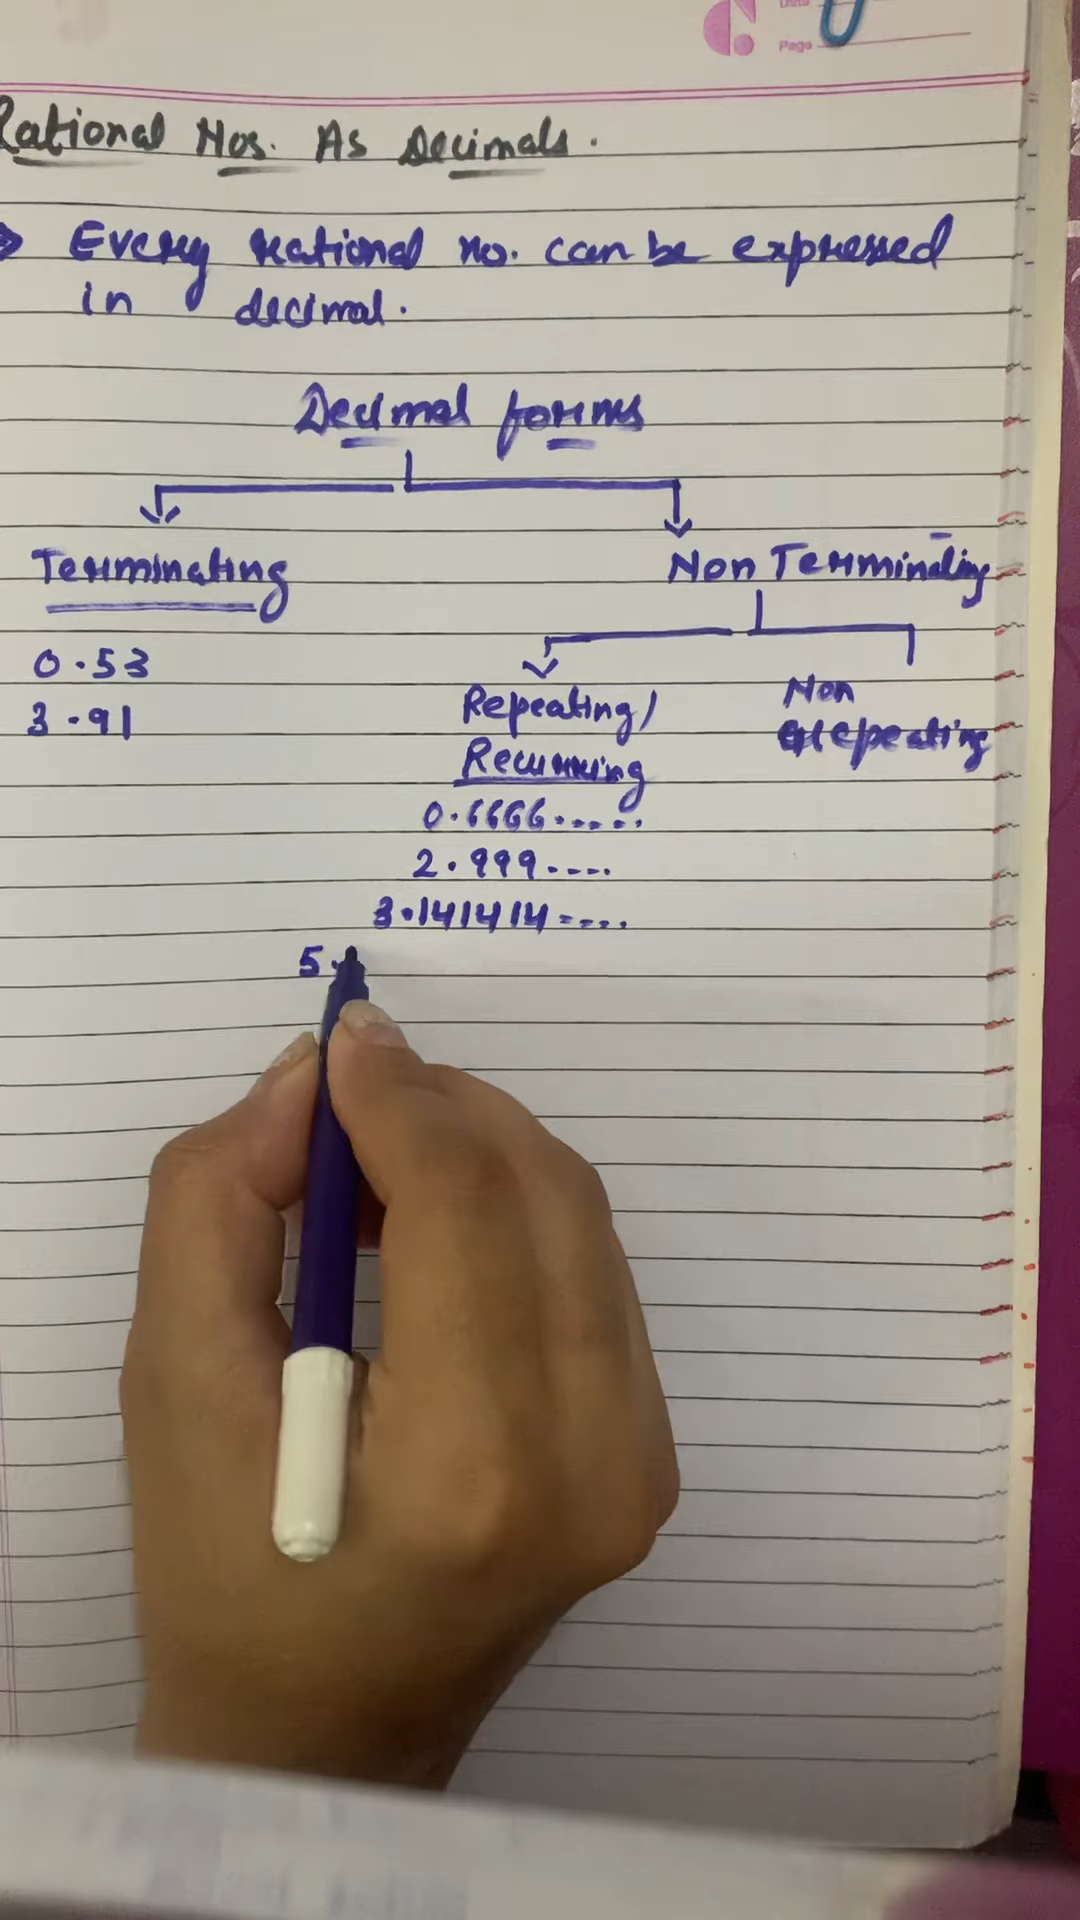 Page
Rational Nos. As Decimals.
Every rational no. can be expressed
in decimal.
Decimal forms
Terminating
Non Terminating
0.53
3.91
Repeating/
Recurring
Non
repeating
0.6666.....
2.999....
3.141414....
5.